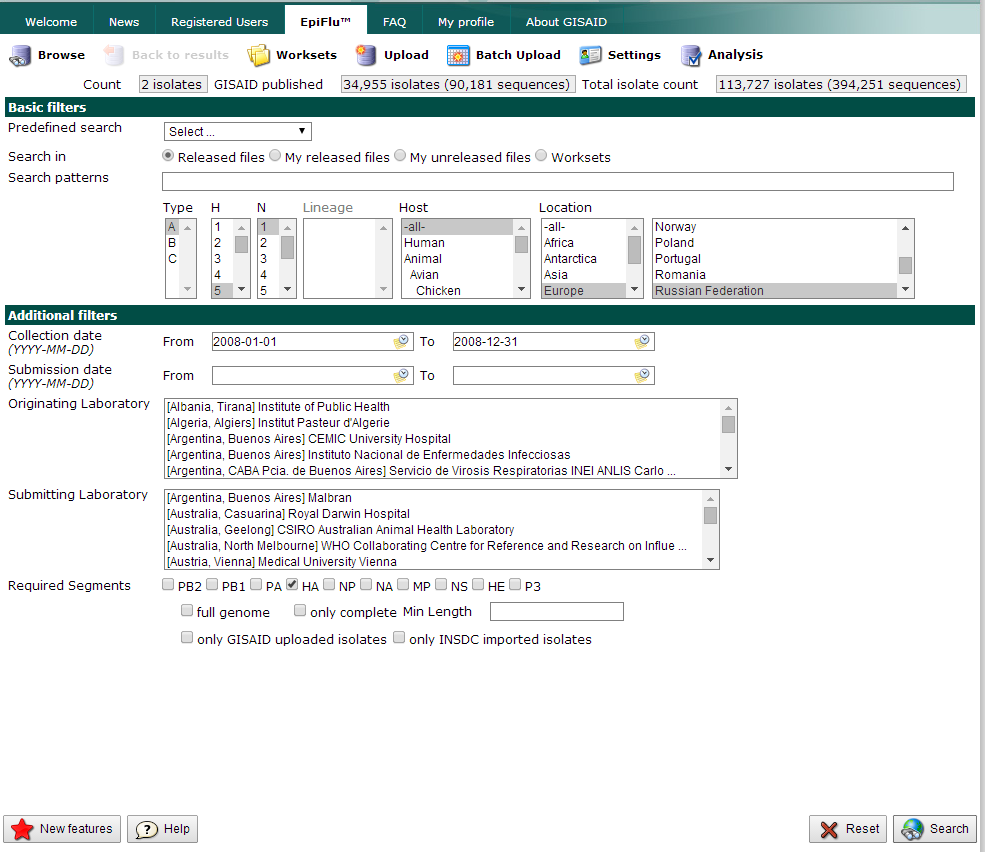 Welcome News Registered Users EpiFlu™ FAQ My profile About GISAID
Browse Back to results Worksets Upload Batch Upload Settings Analysis
Count 2 isolates GISAID published 34,955 isolates (90,181 sequences) Total isolate count 113,727 isolates (394,251 sequences)
Basic filters
Predefined search Select ...
Search in Released files My released files My unreleased files Worksets
Search patterns
Type H N Lineage Host Location
A 1 1 -all- -all- Norway
B 2 2 Human Africa Poland
C 3 3 Animal Antarctica Portugal
4 4 Avian Asia Romania
5 5 Chicken Europe Russian Federation
Additional filters
Collection date From 2008-01-01 To 2008-12-31
(YYYY-MM-DD)
Submission date From To
(YYYY-MM-DD)
Originating Laboratory [Albania, Tirana] Institute of Public Health
[Algeria, Algiers] Institut Pasteur d'Algerie
[Argentina, Buenos Aires] CEMIC University Hospital
[Argentina, Buenos Aires] Instituto Nacional de Enfermedades Infecciosas
[Argentina, CABA Pcia. de Buenos Aires] Servicio de Virosis Respiratorias INEI ANLIS Carlo ...
Submitting Laboratory [Argentina, Buenos Aires] Malbran
[Australia, Casuarina] Royal Darwin Hospital
[Australia, Geelong] CSIRO Australian Animal Health Laboratory
[Australia, North Melbourne] WHO Collaborating Centre for Reference and Research on Influe ...
[Austria, Vienna] Medical University Vienna
Required Segments PB2 PB1 PA HA NP NA MP NS HE P3
full genome only complete Min Length
only GISAID uploaded isolates only INSDC imported isolates
New features Help Reset Search